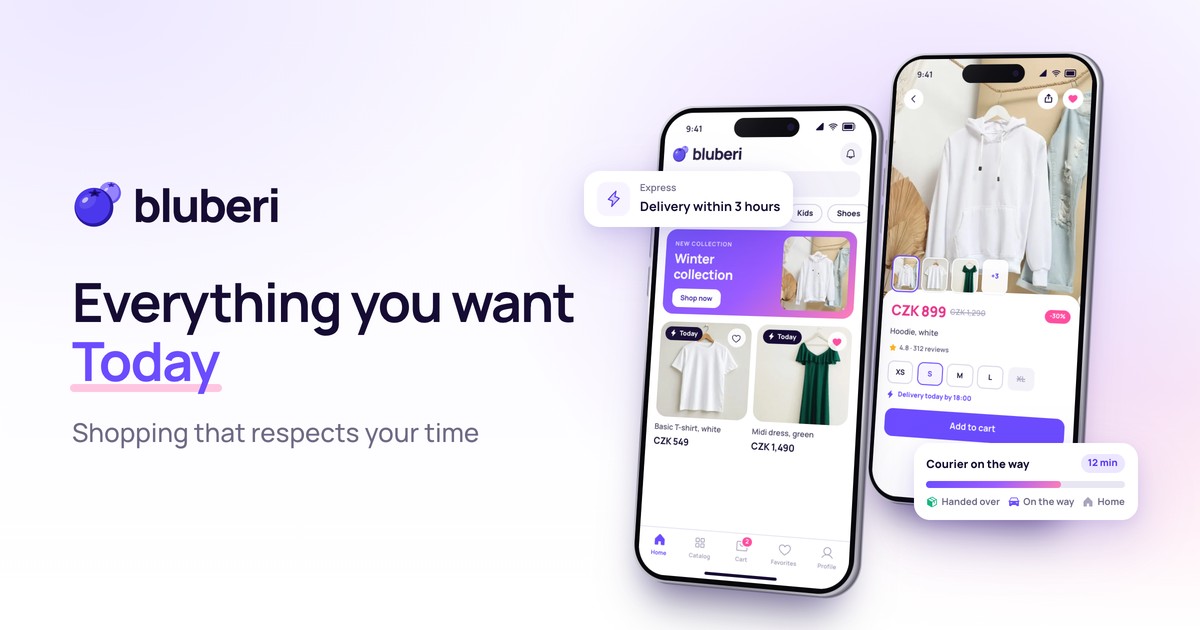 bluberi
Everything you want
Today
Shopping that respects your time
9:41
bluberi
Express
Delivery within 3 hours
Kids
Shoes
NEW COLLECTION
Winter
collection
Shop now
Today
Today
Basic T-shirt, white
CZK 549
Midi dress, green
CZK 1,490
Home
Catalog
2
Cart
Favorites
Profile
9:41
+3
CZK 899 CZK 1,290
-30%
Hoodie, white
4.8 · 312 reviews
XS
S
M
L
XL
Delivery today by 18:00
Add to cart
Courier on the way
12 min
Handed over
On the way
Home